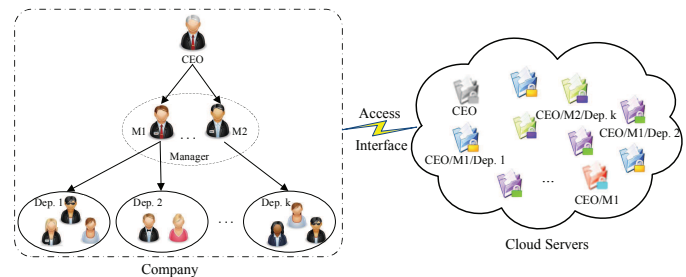 CEO
M1
...
M2
Manager
Dep. 1
Dep. 2
...
Dep. k
Company
Access
Interface
CEO
CEO/M2/Dep. k
CEO/M1/Dep. 2
CEO/M1/Dep. 1
...
CEO/M1
Cloud Servers